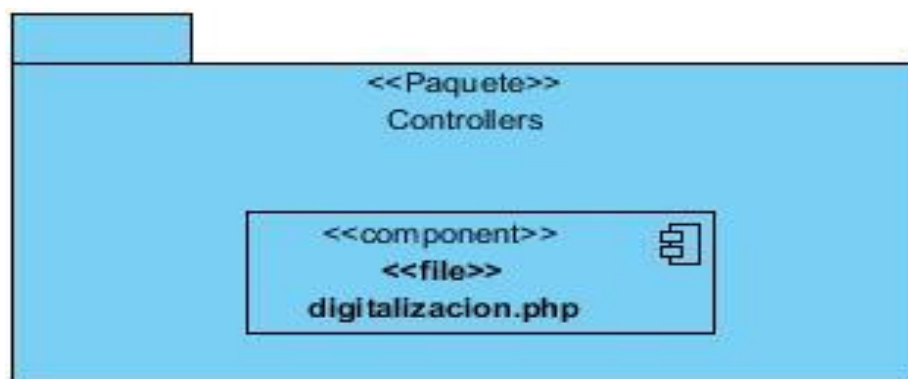 <<Paquete>>
Controllers
<<component>>
<<file>>
digitalizacion.php